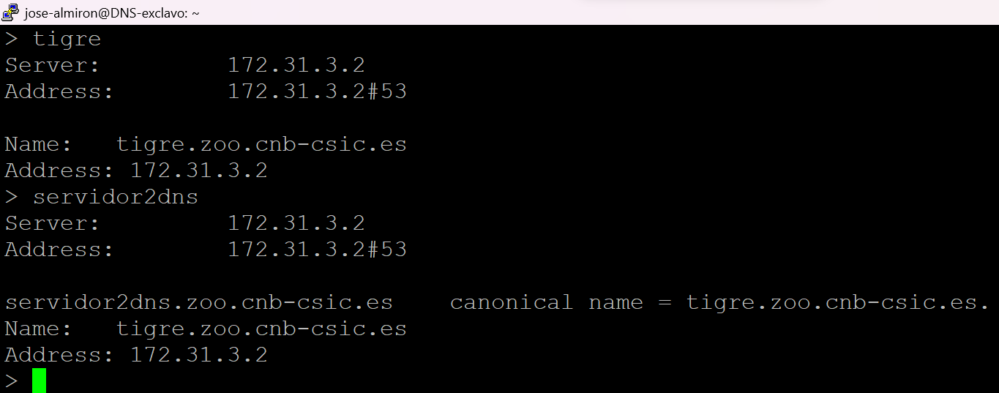 jose-almiron@DNS-exclavo: ~
> tigre
Server:         172.31.3.2
Address:        172.31.3.2#53

Name:   tigre.zoo.cnb-csic.es
Address: 172.31.3.2
> servidor2dns
Server:         172.31.3.2
Address:        172.31.3.2#53

servidor2dns.zoo.cnb-csic.es    canonical name = tigre.zoo.cnb-csic.es.
Name:   tigre.zoo.cnb-csic.es
Address: 172.31.3.2
>